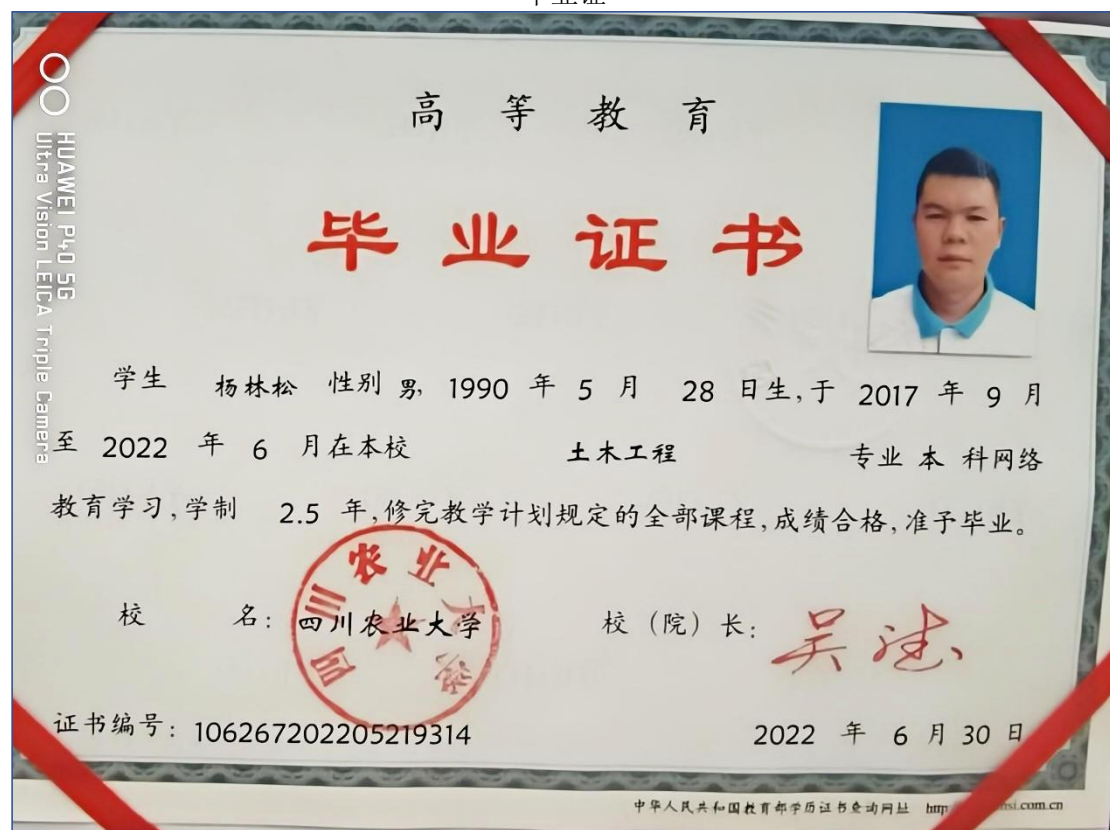 毕业证
HUAWEI P40 5G
Ultra Vision LEICA Triple Camera
高等教育
毕业证书
学生 杨林松 性别 男, 1990 年 5 月 28 日生,于 2017 年 9 月
至 2022 年 6 月在本校 土木工程 专业 本 科网络
教育学习,学制 2.5 年,修完教学计划规定的全部课程,成绩合格,准予毕业。
校 名: 四川农业大学 校(院)长:
四川农业大学
证书编号: 106267202205219314 2022 年 6 月 30 日
中华人民共和国教育部学历证书查询网址 http
si.com.cn